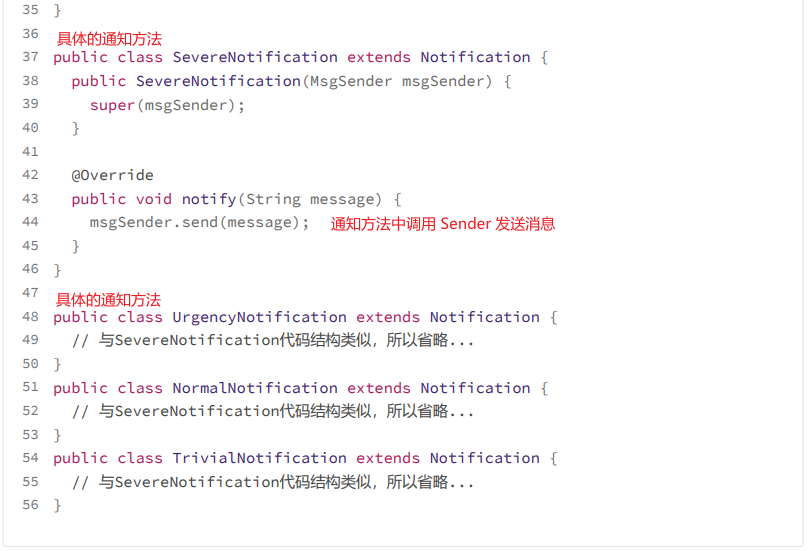 35 }
36
具体的通知方法
37 public class SevereNotification extends Notification {
38 public SevereNotification(MsgSender msgSender) {
39 super(msgSender);
40 }
41
42 @Override
43 public void notify(String message) {
44 msgSender.send(message); 通知方法中调用 Sender 发送消息
45 }
46 }
47
具体的通知方法
48 public class UrgencyNotification extends Notification {
49 // 与SevereNotification代码结构类似，所以省略...
50 }
51 public class NormalNotification extends Notification {
52 // 与SevereNotification代码结构类似，所以省略...
53 }
54 public class TrivialNotification extends Notification {
55 // 与SevereNotification代码结构类似，所以省略...
56 }